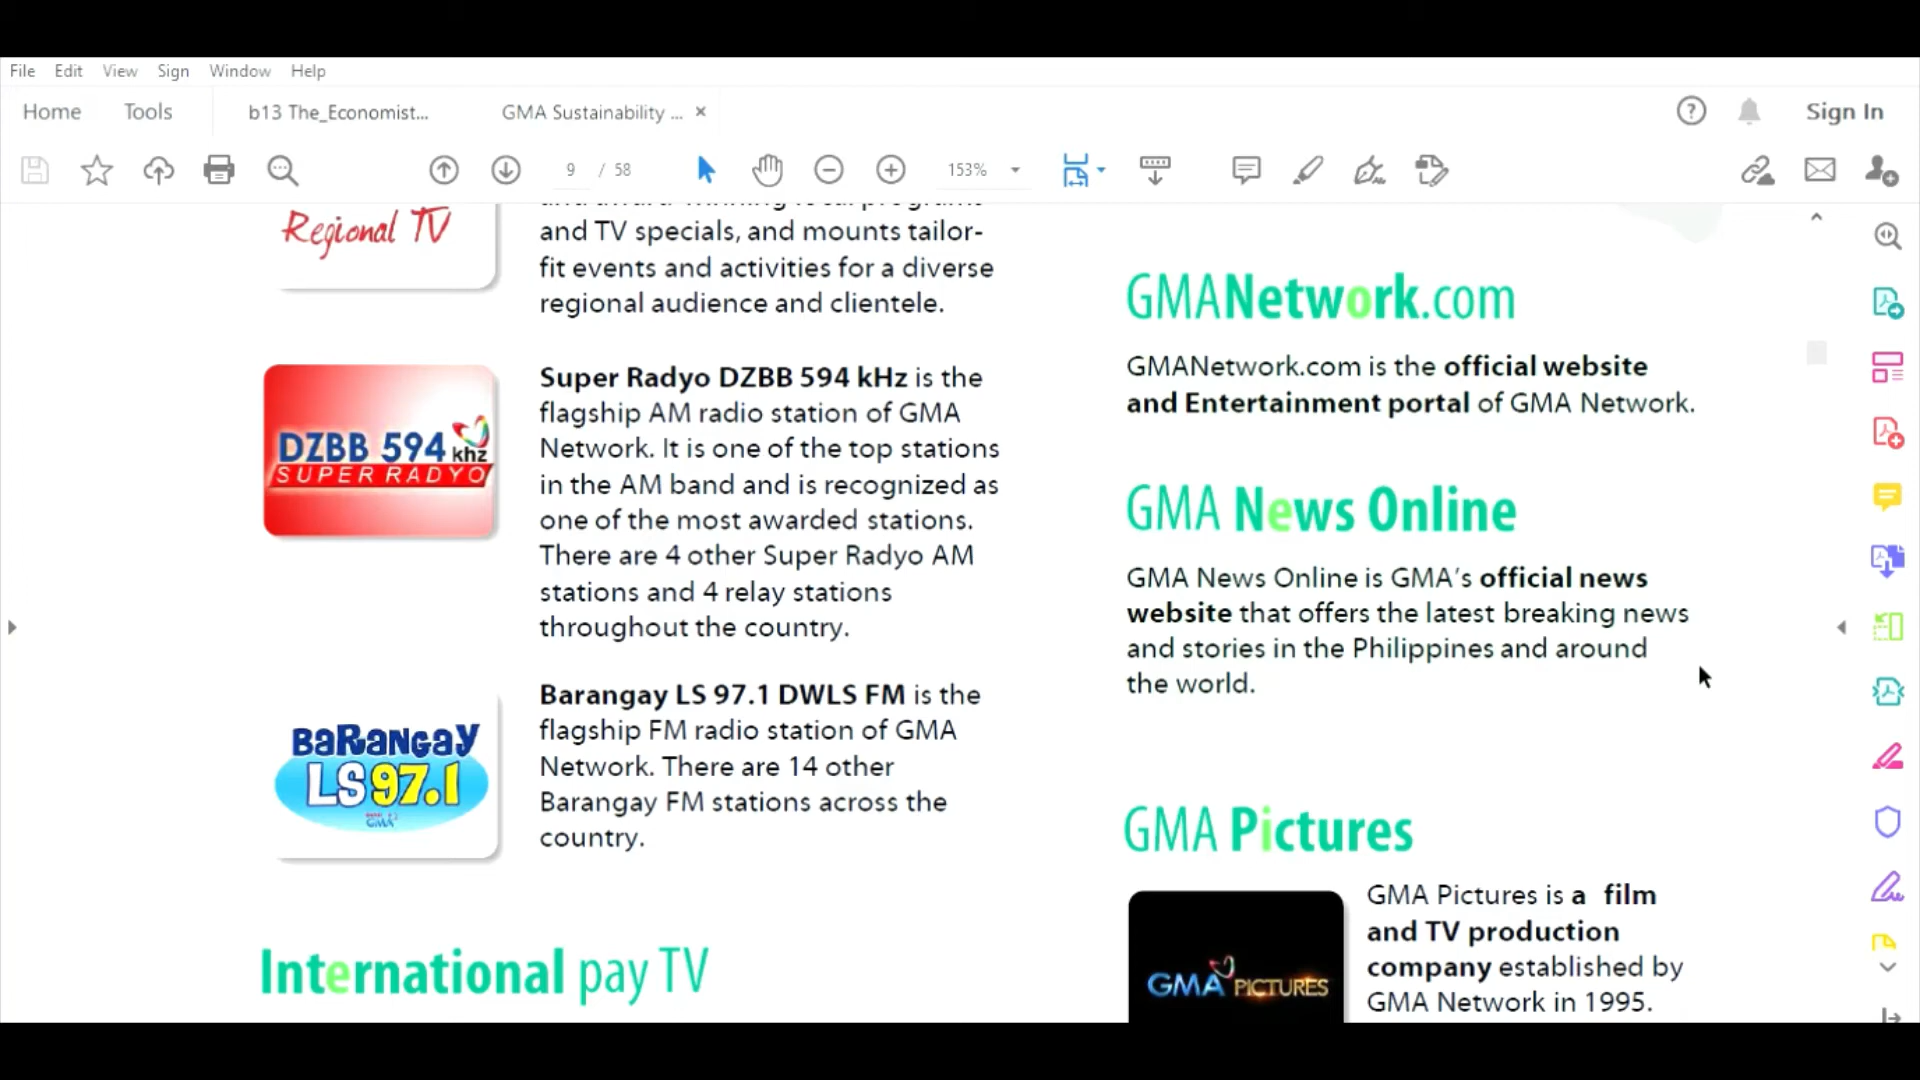 File Edit View Sign Window Help
Home Tools b13 The_Economist... GMA Sustainability ... × Sign In
9 / 58 153%
Regional TV
and TV specials, and mounts tailor-
fit events and activities for a diverse
regional audience and clientele.
DZBB 594 khz
SUPER RADYO
Super Radyo DZBB 594 kHz is the
flagship AM radio station of GMA
Network. It is one of the top stations
in the AM band and is recognized as
one of the most awarded stations.
There are 4 other Super Radyo AM
stations and 4 relay stations
throughout the country.
BaRanGay
LS 97.1
GMA
Barangay LS 97.1 DWLS FM is the
flagship FM radio station of GMA
Network. There are 14 other
Barangay FM stations across the
country.
International pay TV
GMANetwork.com
GMANetwork.com is the official website
and Entertainment portal of GMA Network.
GMA News Online
GMA News Online is GMA's official news
website that offers the latest breaking news
and stories in the Philippines and around
the world.
GMA Pictures
GMA PICTURES
GMA Pictures is a film
and TV production
company established by
GMA Network in 1995.